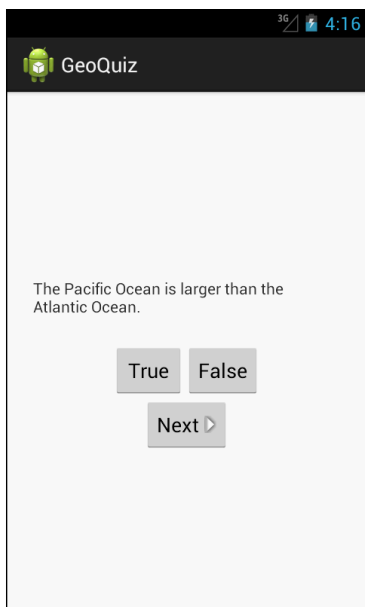 3G 4:16
GeoQuiz
The Pacific Ocean is larger than the
Atlantic Ocean.
True False
Next